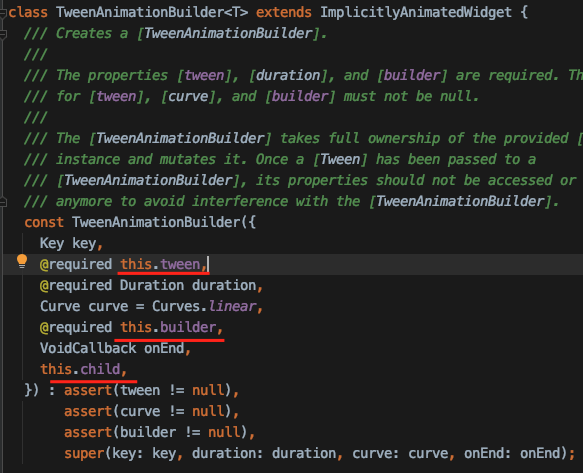 class TweenAnimationBuilder<T> extends ImplicitlyAnimatedWidget {
/// Creates a [TweenAnimationBuilder].
///
/// The properties [tween], [duration], and [builder] are required. Th
/// for [tween], [curve], and [builder] must not be null.
///
/// The [TweenAnimationBuilder] takes full ownership of the provided [
/// instance and mutates it. Once a [Tween] has been passed to a
/// [TweenAnimationBuilder], its properties should not be accessed or
/// anymore to avoid interference with the [TweenAnimationBuilder].
const TweenAnimationBuilder({
Key key,
@required this.tween,
@required Duration duration,
Curve curve = Curves.linear,
@required this.builder,
VoidCallback onEnd,
this.child,
}) : assert(tween != null),
assert(curve != null),
assert(builder != null),
super(key: key, duration: duration, curve: curve, onEnd: onEnd);